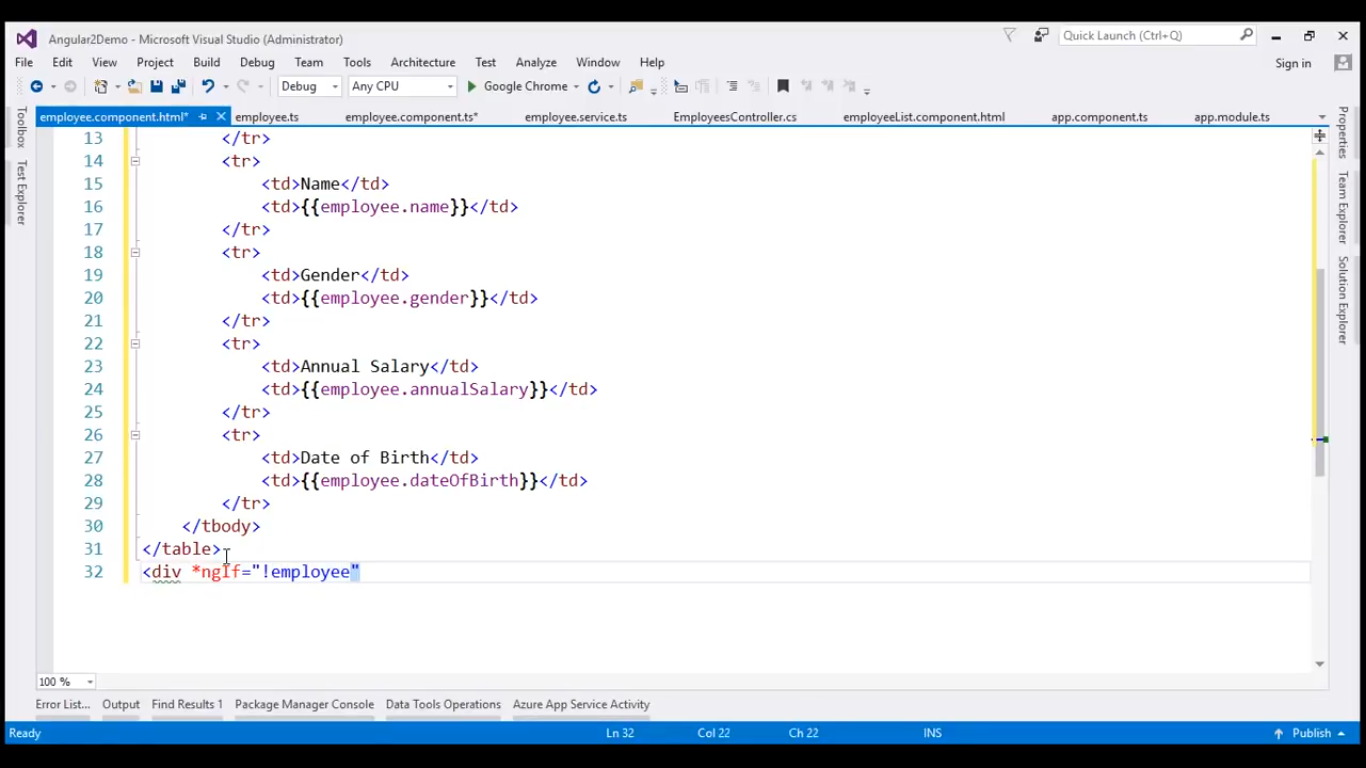 Angular2Demo - Microsoft Visual Studio (Administrator)
Quick Launch (Ctrl+Q)
File Edit View Project Build Debug Team Tools Architecture Test Analyze Window Help
Sign in
Debug Any CPU Google Chrome
employee.component.html* employee.ts employee.component.ts* employee.service.ts EmployeesController.cs employeeList.component.html app.component.ts app.module.ts
Toolbox
Test Explorer
13 </tr>
14 <tr>
15 <td>Name</td>
16 <td>{{employee.name}}</td>
17 </tr>
18 <tr>
19 <td>Gender</td>
20 <td>{{employee.gender}}</td>
21 </tr>
22 <tr>
23 <td>Annual Salary</td>
24 <td>{{employee.annualSalary}}</td>
25 </tr>
26 <tr>
27 <td>Date of Birth</td>
28 <td>{{employee.dateOfBirth}}</td>
29 </tr>
30 </tbody>
31 </table>
32 <div *ngIf="!employee"
Properties
Team Explorer
Solution Explorer
100 %
Error List... Output Find Results 1 Package Manager Console Data Tools Operations Azure App Service Activity
Ready Ln 32 Col 22 Ch 22 INS Publish